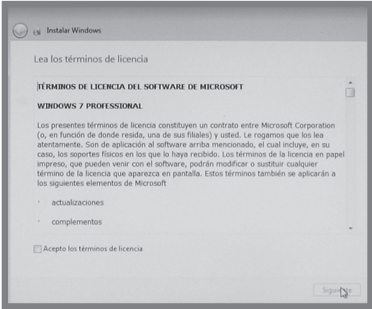 Instalar Windows
Lea los términos de licencia
TÉRMINOS DE LICENCIA DEL SOFTWARE DE MICROSOFT
WINDOWS 7 PROFESSIONAL
Los presentes términos de licencia constituyen un contrato entre Microsoft Corporation
(o, en función de donde resida, una de sus filiales) y usted. Le rogamos que los lea
atentamente. Son de aplicación al software arriba mencionado, el cual incluye, en su
caso, los soportes físicos en los que lo haya recibido. Los términos de la licencia en papel
impreso, que pueden venir con el software, podrán modificar o sustituir cualquier
término de la licencia que aparezca en pantalla. Estos términos también se aplicarán a
los siguientes elementos de Microsoft
· actualizaciones
· complementos
Acepto los términos de licencia
Siguiente